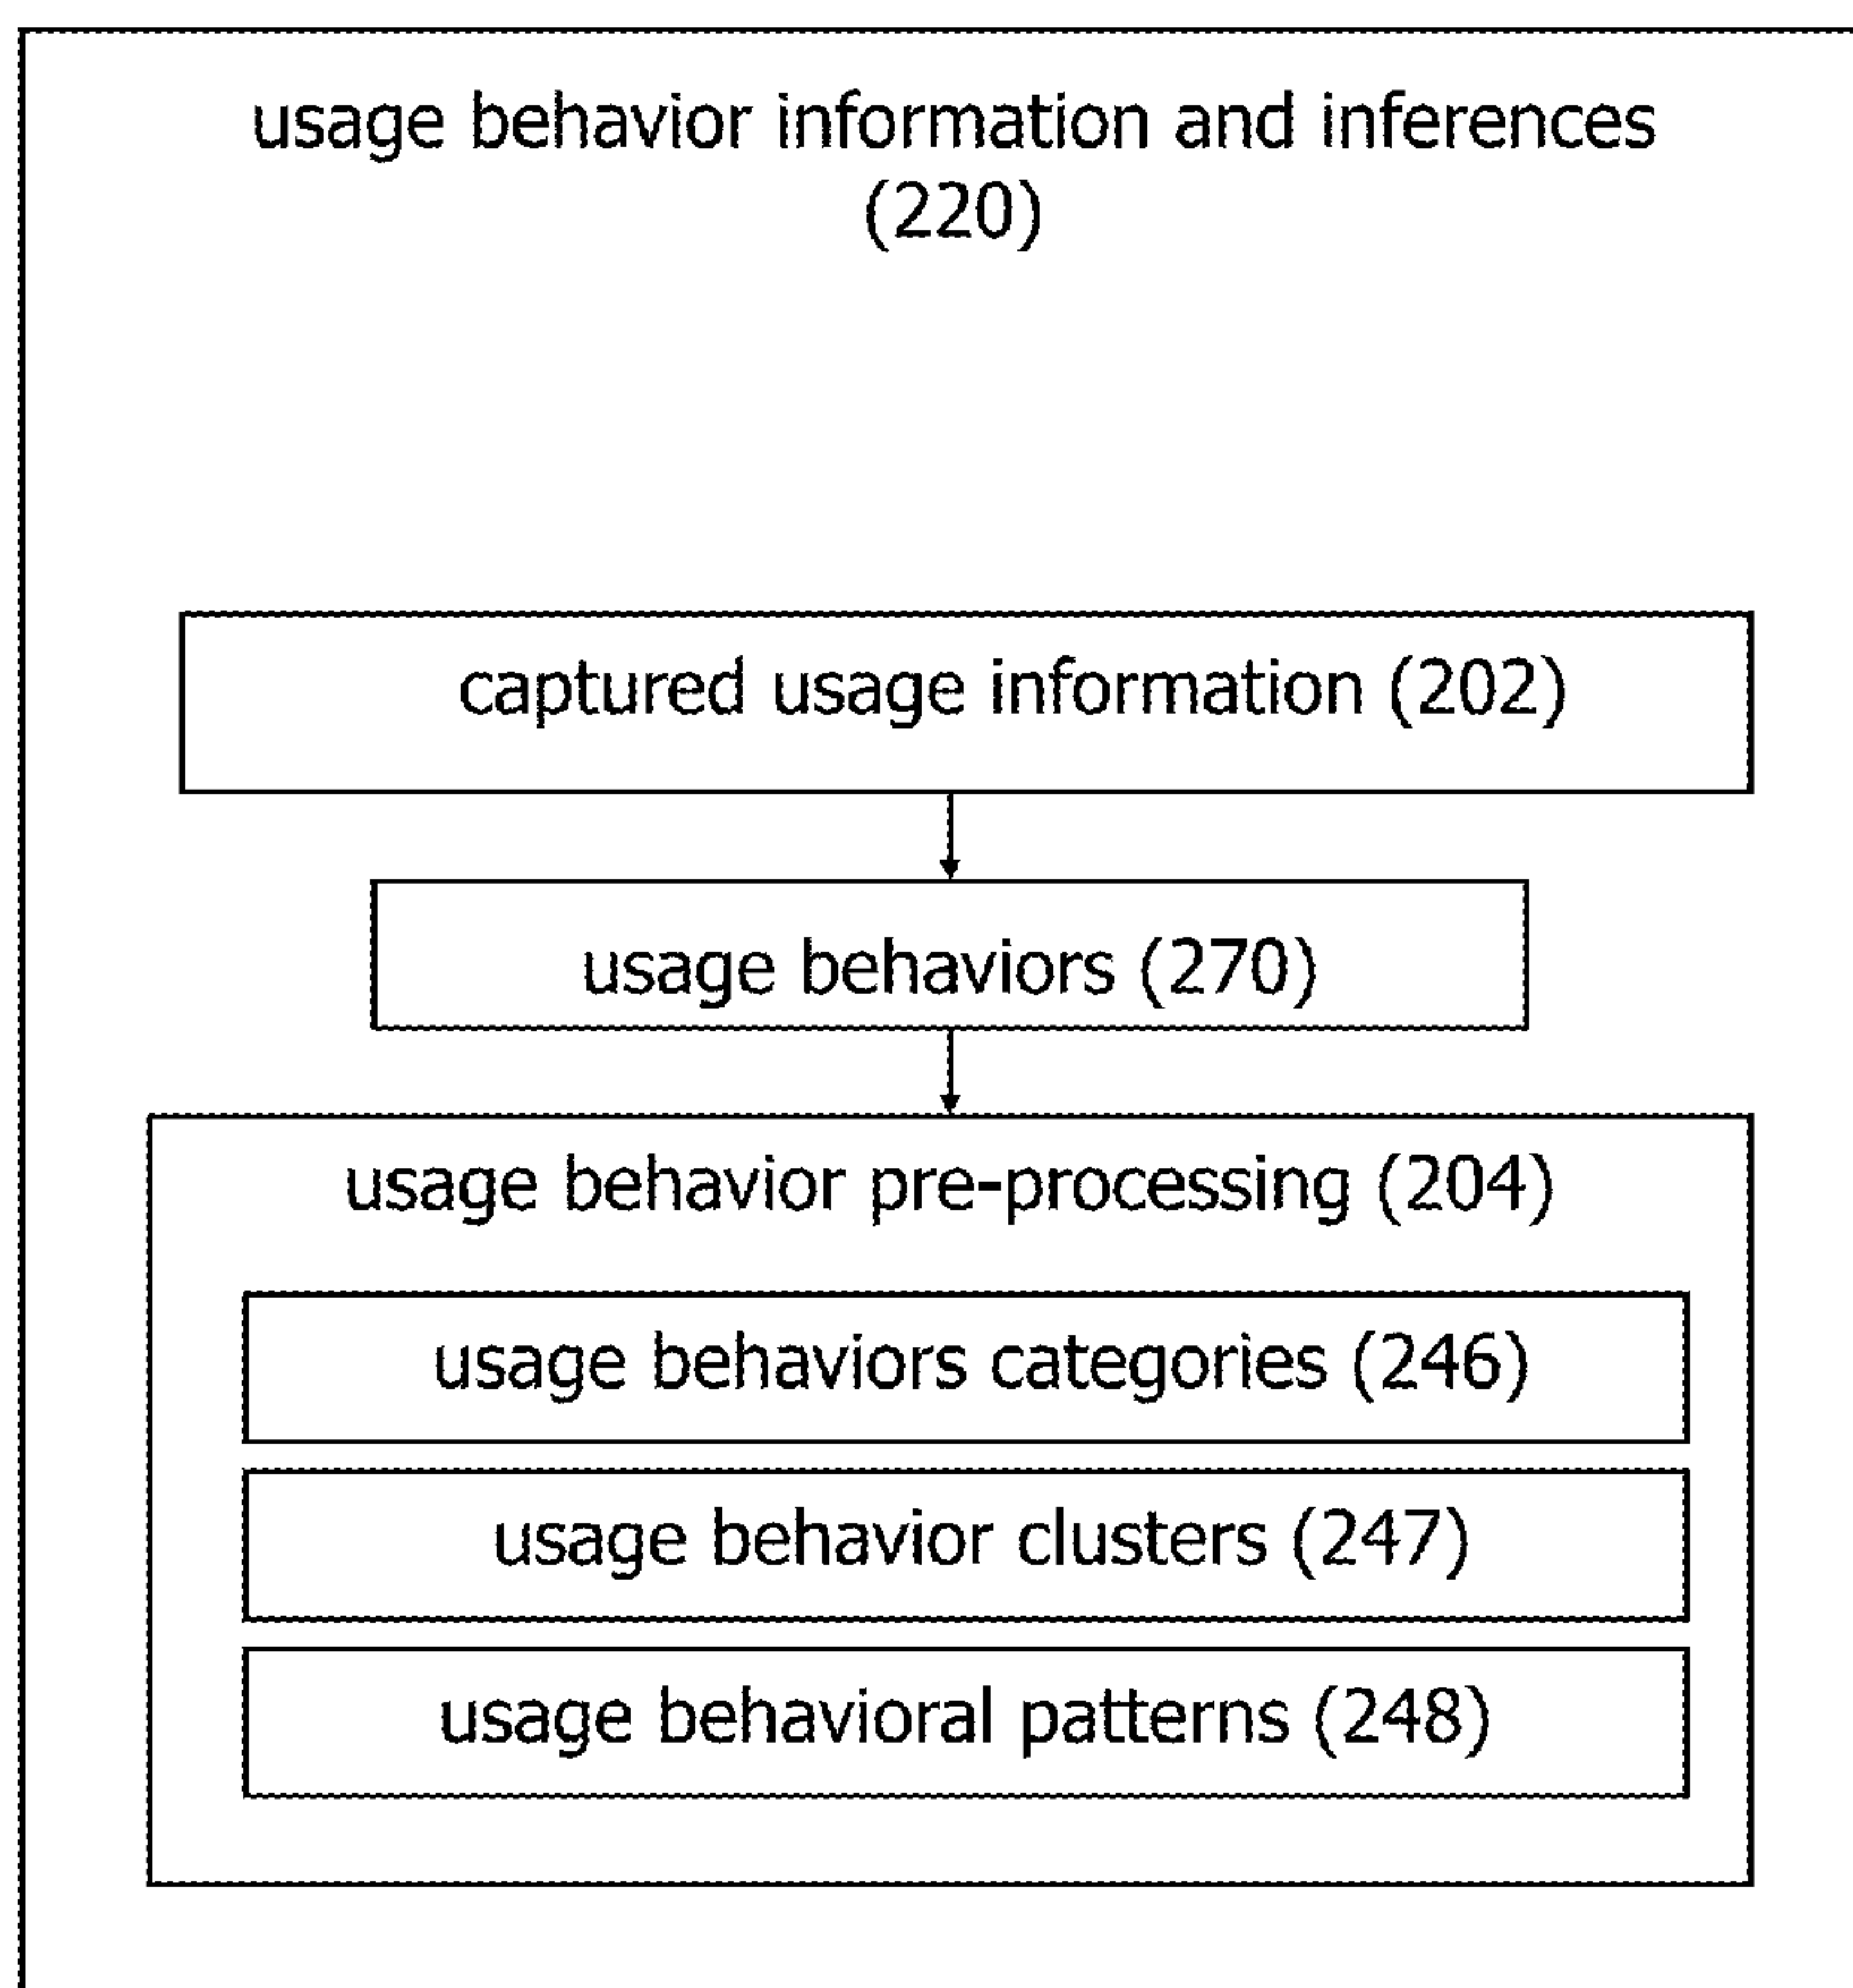 usage behavior information and inferences
(220)
captured usage information (202)
usage behaviors (270)
usage behavior pre-processing (204)
usage behaviors categories (246)
usage behavior clusters (247)
usage behavioral patterns (248)